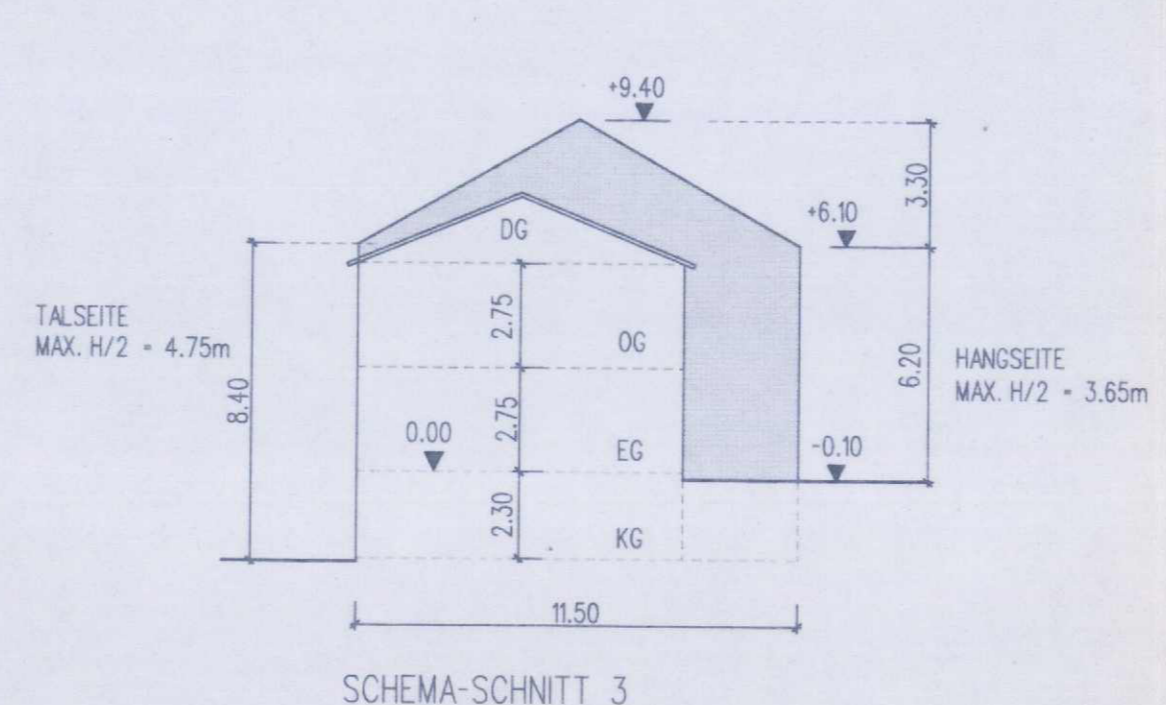 +9.40
3.30
+6.10
DG
2.75
TALSEITE
MAX. H/2 = 4.75m
OG
HANGSEITE
MAX. H/2 = 3.65m
6.20
8.40
2.75
0.00
EG
-0.10
2.30
KG
11.50
SCHEMA-SCHNITT 3